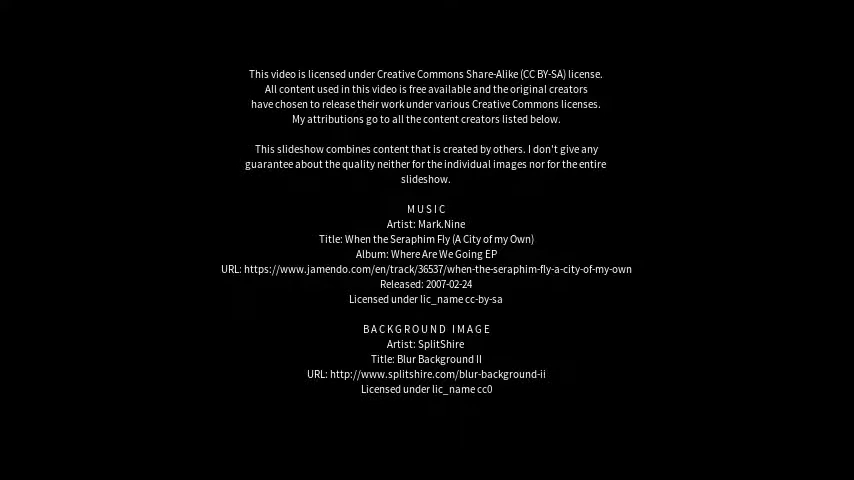 This video is licensed under Creative Commons Share-Alike (CC BY-SA) license.
All content used in this video is free available and the original creators
have chosen to release their work under various Creative Commons licenses.
My attributions go to all the content creators listed below.
This slideshow combines content that is created by others. I don't give any
guarantee about the quality neither for the individual images nor for the entire
slideshow.
MUSIC
Artist: Mark.Nine
Title: When the Seraphim Fly (A City of my Own)
Album: Where Are We Going EP
URL: https://www.jamendo.com/en/track/36537/when-the-seraphim-fly-a-city-of-my-own
Released: 2007-02-24
Licensed under lic_name cc-by-sa
BACKGROUND IMAGE
Artist: SplitShire
Title: Blur Background II
URL: http://www.splitshire.com/blur-background-ii
Licensed under lic_name cc0